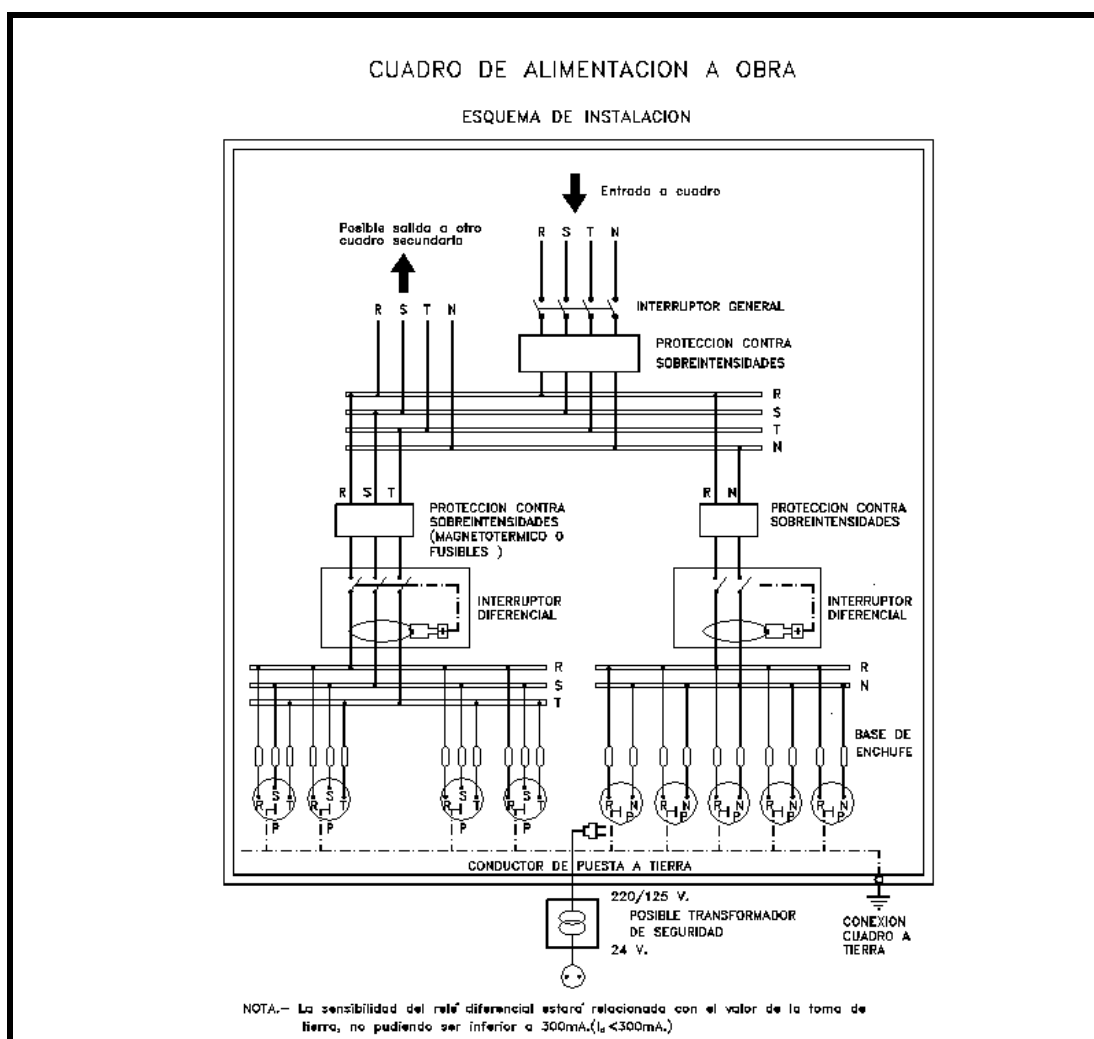 CUADRO DE ALIMENTACION A OBRA
ESQUEMA DE INSTALACION
Entrada a cuadro
Posible salida a otro
cuadro secundario
R S T N
R S T N
INTERRUPTOR GENERAL
PROTECCION CONTRA
SOBREINTENSIDADES
R
S
T
N
R S T
PROTECCION CONTRA
SOBREINTENSIDADES
(MAGNETOTERMICO O
FUSIBLES )
R N
PROTECCION CONTRA
SOBREINTENSIDADES
INTERRUPTOR
DIFERENCIAL
INTERRUPTOR
DIFERENCIAL
R
S
T
R
N
BASE DE
ENCHUFE
R S T
P
R S T
P
R S T
P
R S T
P
R N
P
R N
P
R N
P
R N
P
R N
P
CONDUCTOR DE PUESTA A TIERRA
220/125 V.
POSIBLE TRANSFORMADOR
DE SEGURIDAD
24 V.
CONEXION
CUADRO A
TIERRA
NOTA.— La sensibilidad del relé diferencial estará relacionada con el valor de la toma de
tierra, no pudiendo ser inferior a 300mA.(Id <300mA.)